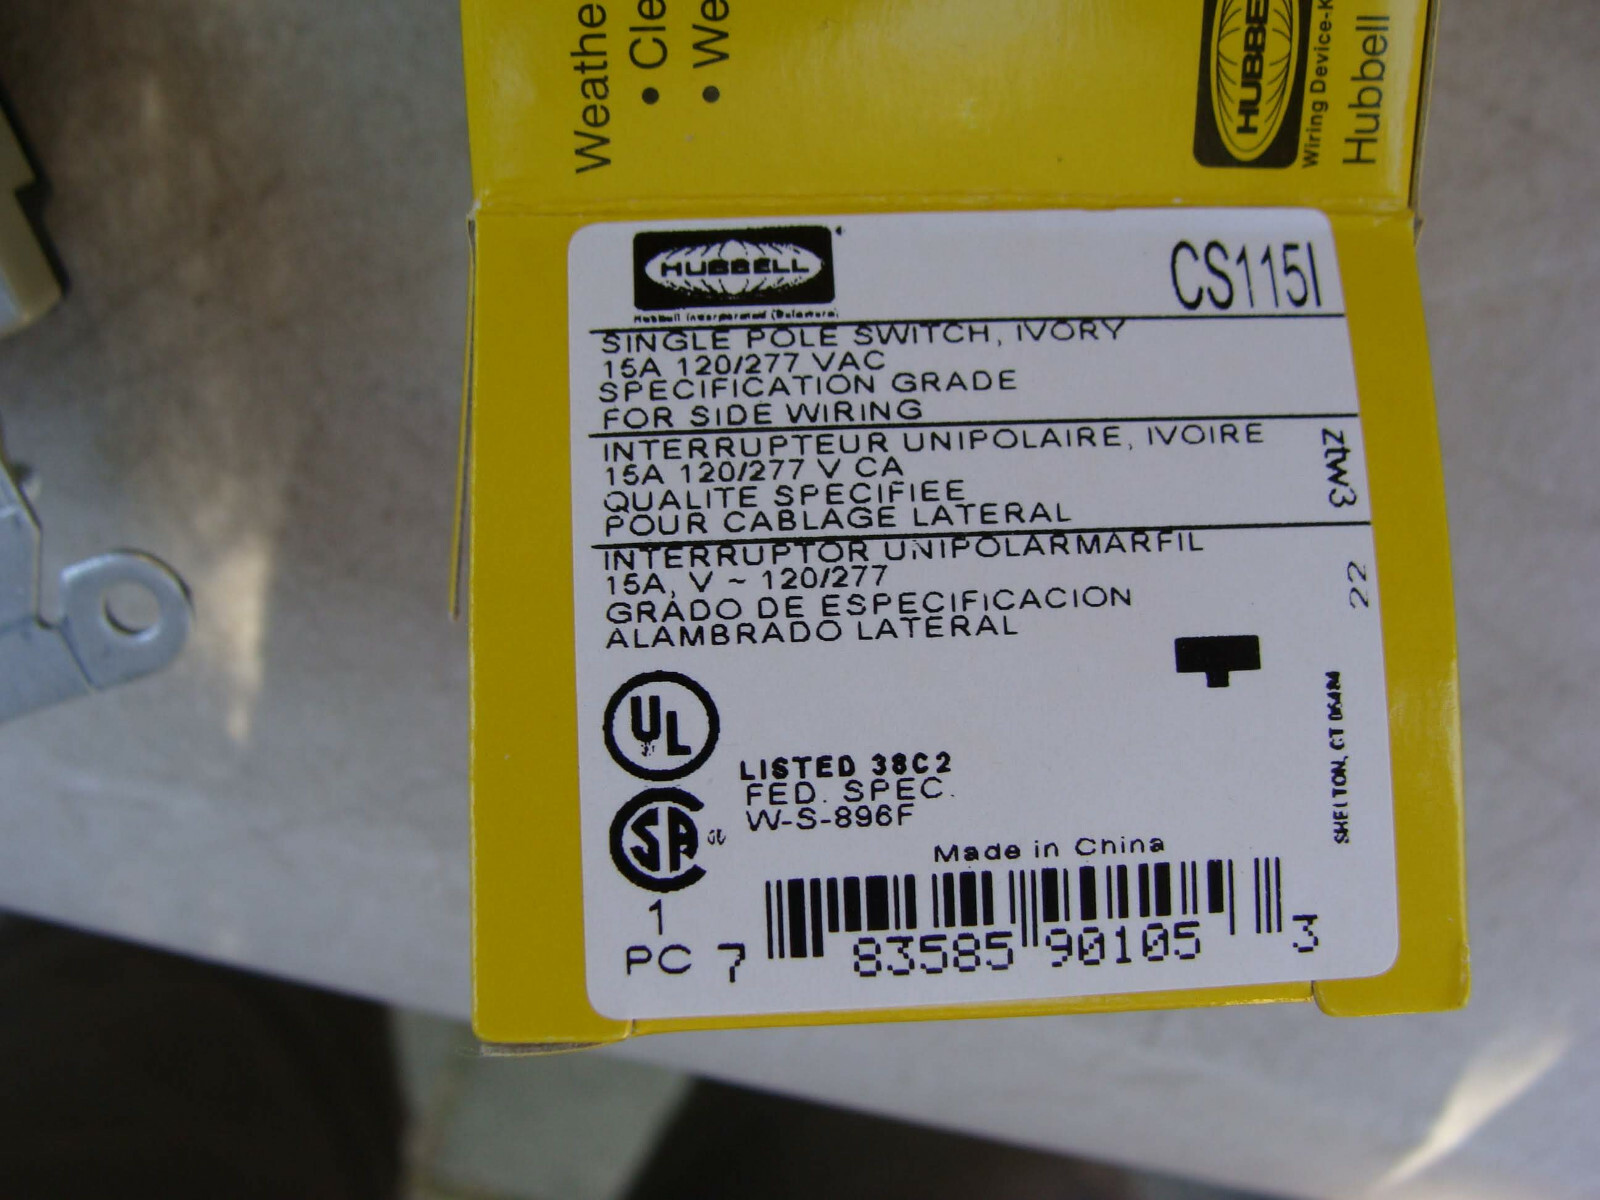 Weathe
• Cle
• We
HUBBE
Wiring Device-K
Hubbell
HUBBELL
Hubbell Incorporated (Delaware)
CS115I
SINGLE POLE SWITCH, IVORY
15A 120/277 VAC
SPECIFICATION GRADE
FOR SIDE WIRING
INTERRUPTEUR UNIPOLAIRE, IVOIRE
15A 120/277 V CA
QUALITE SPECIFIEE
POUR CABLAGE LATERAL
INTERRUPTOR UNIPOLARMARFIL
15A, V ~ 120/277
GRADO DE ESPECIFICACION
ALAMBRADO LATERAL
ZTW3
22
SHELTON, CT 06484
UL
LISTED 38C2
FED. SPEC.
W-S-896F
SA
Made in China
1
PC
7 83585 90105 3